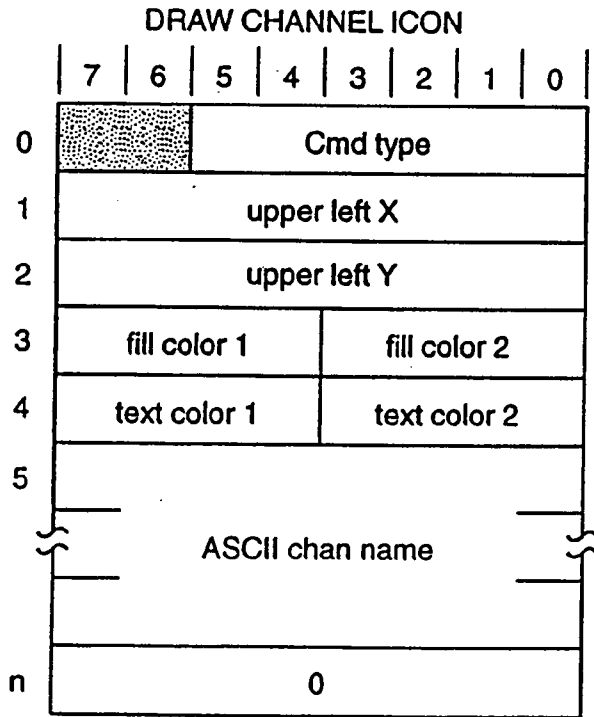 DRAW CHANNEL ICON
7 6 5 4 3 2 1 0
0 Cmd type
1 upper left X
2 upper left Y
3 fill color 1 fill color 2
4 text color 1 text color 2
5
ASCII chan name
n 0